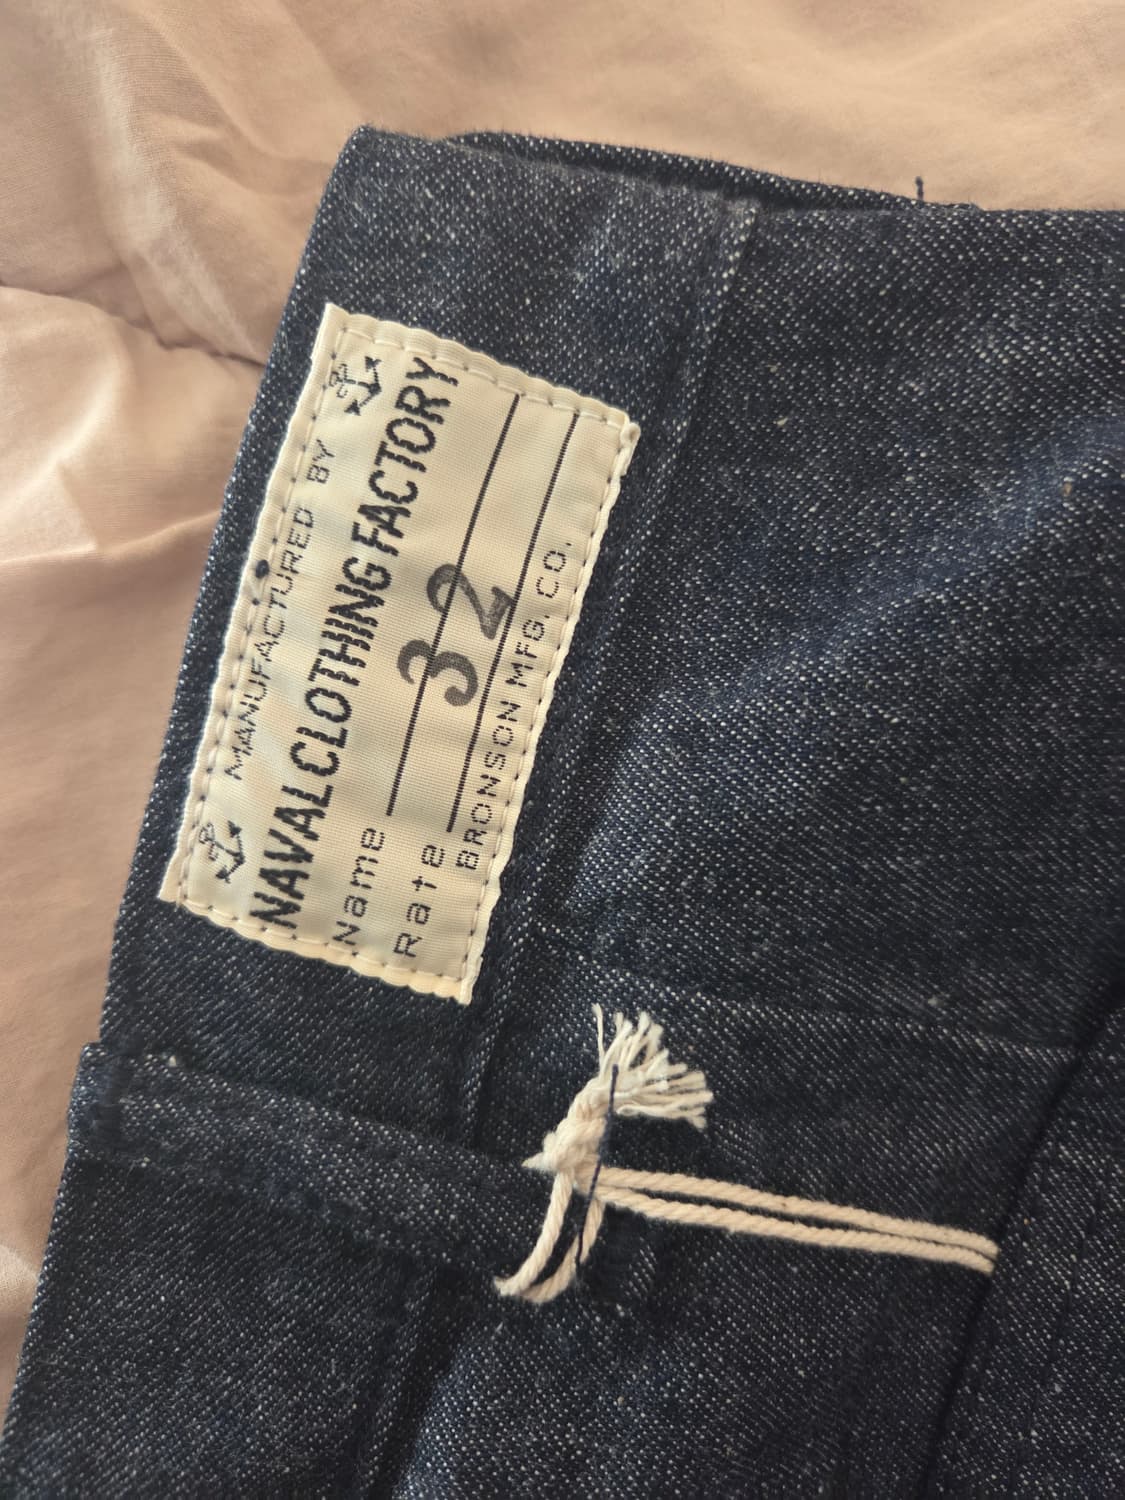 MANUFACTURED BY
NAVAL CLOTHING FACTORY
Name
32
Rate
BRONSON MFG. CO.